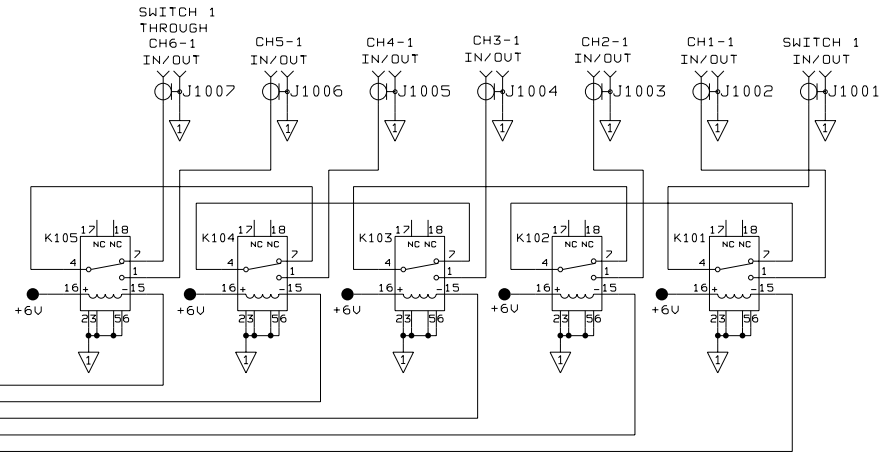 SWITCH 1
THROUGH
CH6-1
IN/OUT
CH5-1
IN/OUT
CH4-1
IN/OUT
CH3-1
IN/OUT
CH2-1
IN/OUT
CH1-1
IN/OUT
SWITCH 1
IN/OUT
J1007
J1006
J1005
J1004
J1003
J1002
J1001
1
1
1
1
1
1
1
K105
17
18
NC NC
4
7
1
16
+
-
15
+6V
23
56
1
K104
17
18
NC NC
4
7
1
16
+
-
15
+6V
23
56
1
K103
17
18
NC NC
4
7
1
16
+
-
15
+6V
23
56
1
K102
17
18
NC NC
4
7
1
16
+
-
15
+6V
23
56
1
K101
17
18
NC NC
4
7
1
16
+
-
15
+6V
23
56
1